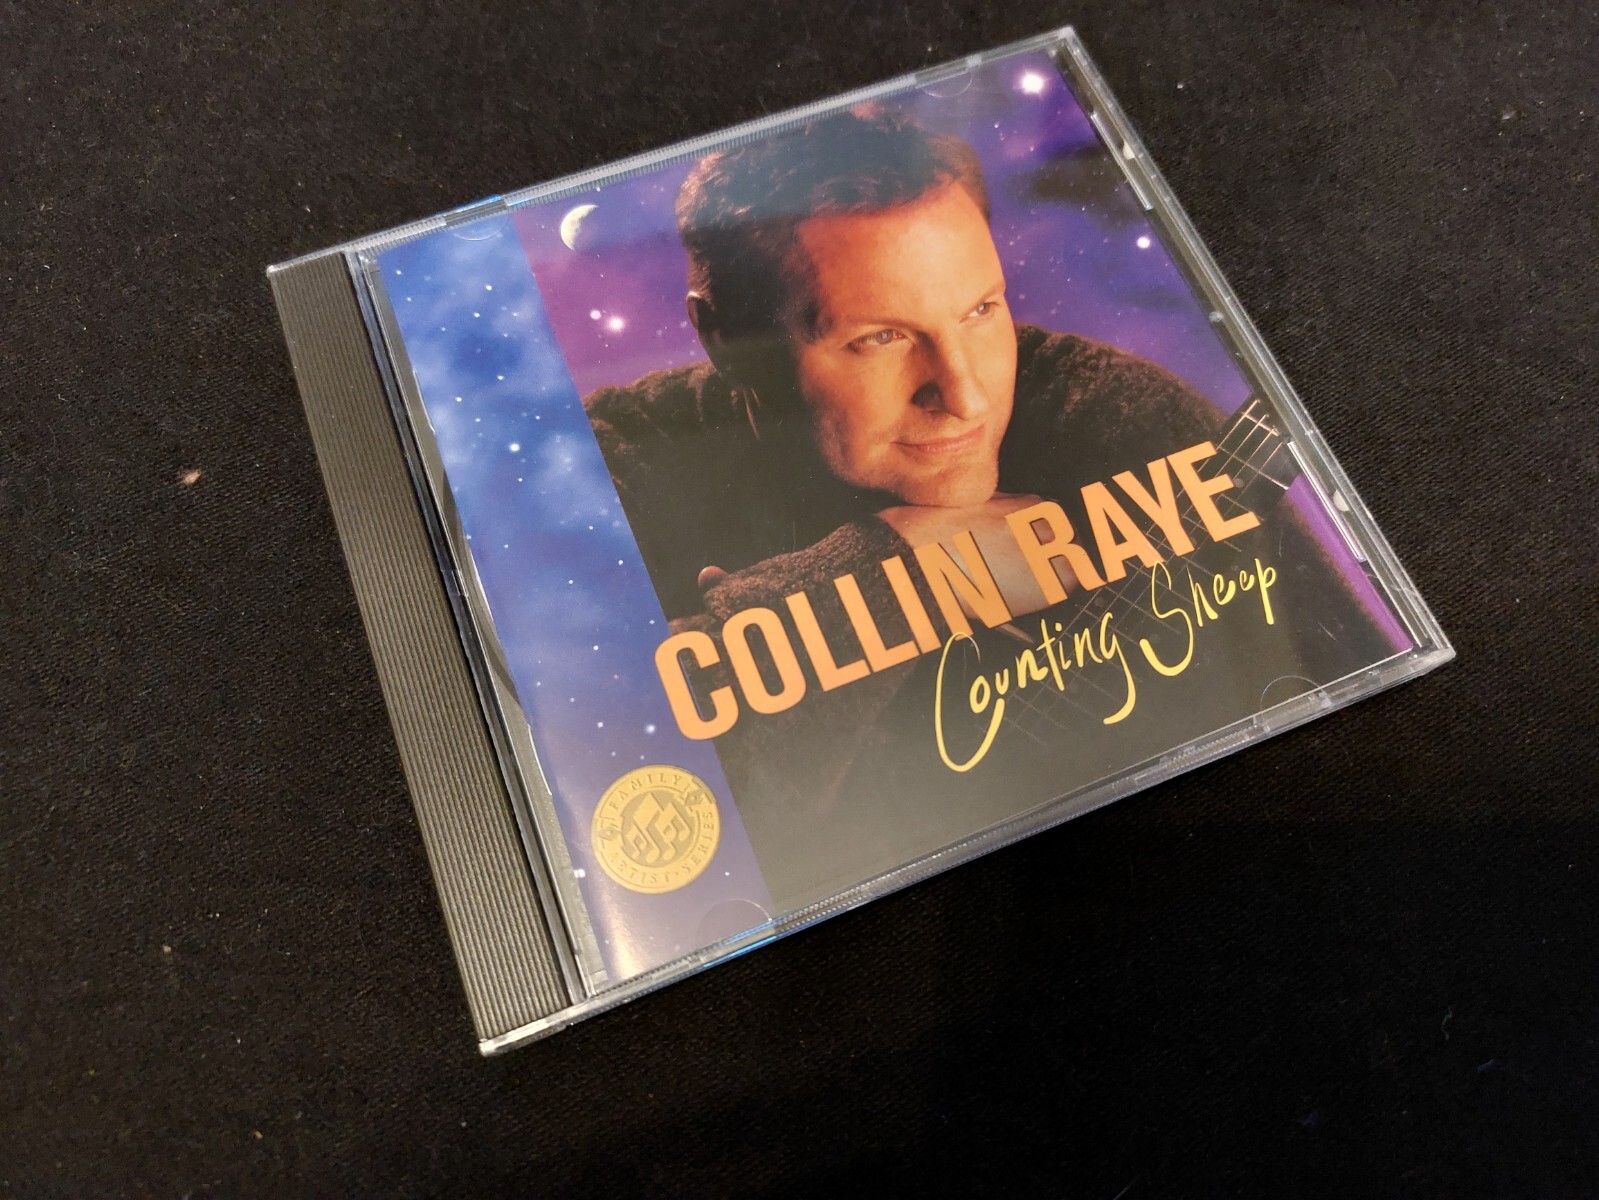 COLLIN RAYE
Counting Sheep
FAMILY
ARTIST • SERIES